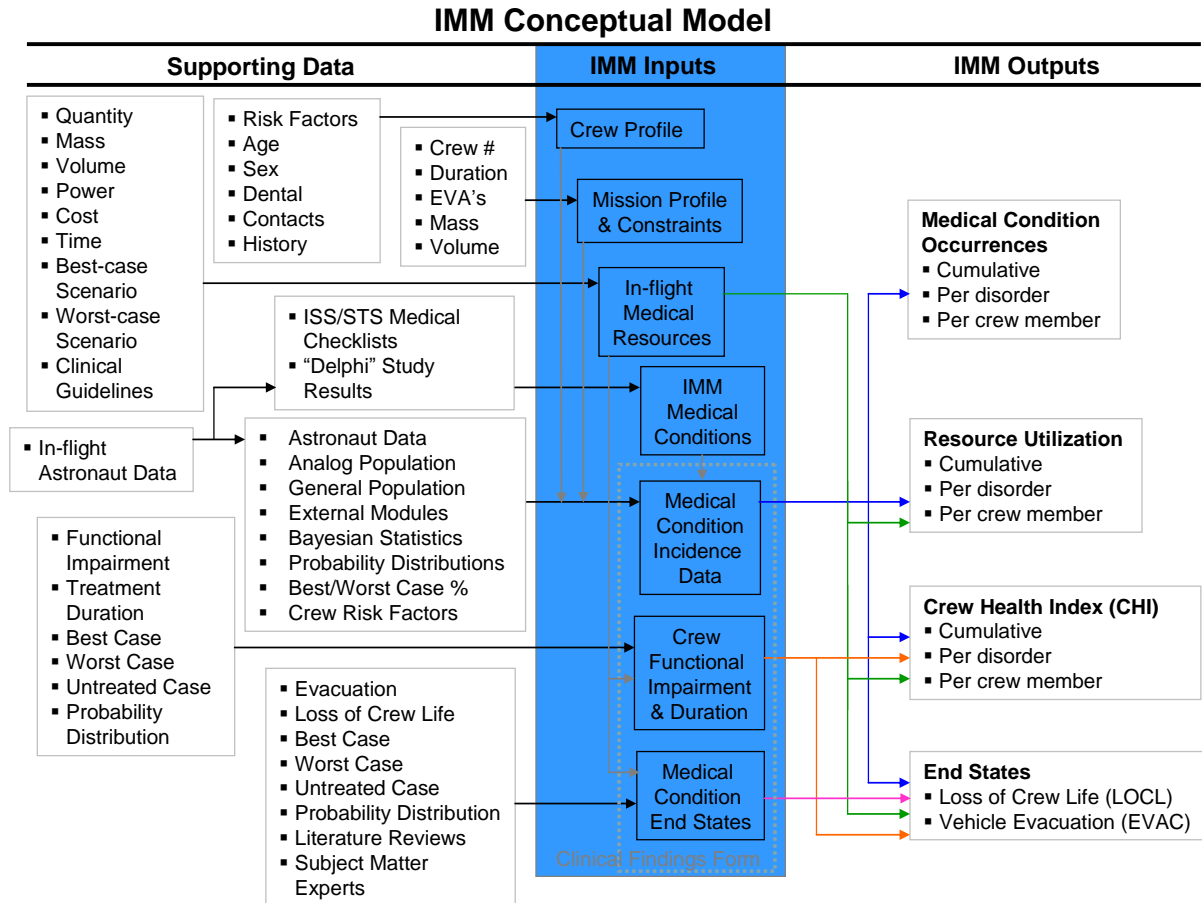 IMM Conceptual Model
Supporting Data
IMM Inputs
IMM Outputs
▪ Quantity
▪ Mass
▪ Volume
▪ Power
▪ Cost
▪ Time
▪ Best-case
Scenario
▪ Worst-case
Scenario
▪ Clinical
Guidelines
▪ Risk Factors
▪ Age
▪ Sex
▪ Dental
▪ Contacts
▪ History
▪ Crew #
▪ Duration
▪ EVA's
▪ Mass
▪ Volume
▪ ISS/STS Medical
Checklists
▪ “Delphi” Study
Results
▪ In-flight
Astronaut Data
▪ Astronaut Data
▪ Analog Population
▪ General Population
▪ External Modules
▪ Bayesian Statistics
▪ Probability Distributions
▪ Best/Worst Case %
▪ Crew Risk Factors
▪ Functional
Impairment
▪ Treatment
Duration
▪ Best Case
▪ Worst Case
▪ Untreated Case
▪ Probability
Distribution
▪ Evacuation
▪ Loss of Crew Life
▪ Best Case
▪ Worst Case
▪ Untreated Case
▪ Probability Distribution
▪ Literature Reviews
▪ Subject Matter
Experts
Crew Profile
Mission Profile
& Constraints
In-flight
Medical
Resources
IMM
Medical
Conditions
Medical
Condition
Incidence
Data
Crew
Functional
Impairment
& Duration
Medical
Condition
End States
Clinical Findings Form
Medical Condition
Occurrences
▪ Cumulative
▪ Per disorder
▪ Per crew member
Resource Utilization
▪ Cumulative
▪ Per disorder
▪ Per crew member
Crew Health Index (CHI)
▪ Cumulative
▪ Per disorder
▪ Per crew member
End States
▪ Loss of Crew Life (LOCL)
▪ Vehicle Evacuation (EVAC)